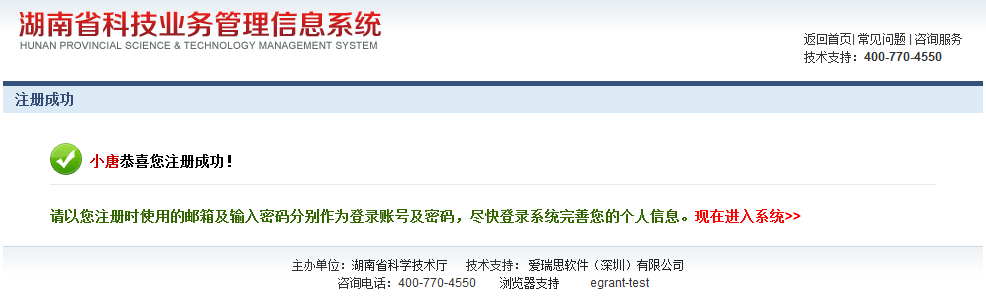 湖南省科技业务管理信息系统
HUNAN PROVINCIAL SCIENCE & TECHNOLOGY MANAGEMENT SYSTEM
返回首页| 常见问题 | 咨询服务
技术支持：400-770-4550
注册成功
小唐恭喜您注册成功！
请以您注册时使用的邮箱及输入密码分别作为登录账号及密码，尽快登录系统完善您的个人信息。现在进入系统>>
主办单位：湖南省科学技术厅 技术支持： 爱瑞思软件（深圳）有限公司
咨询电话：400-770-4550 浏览器支持 egrant-test